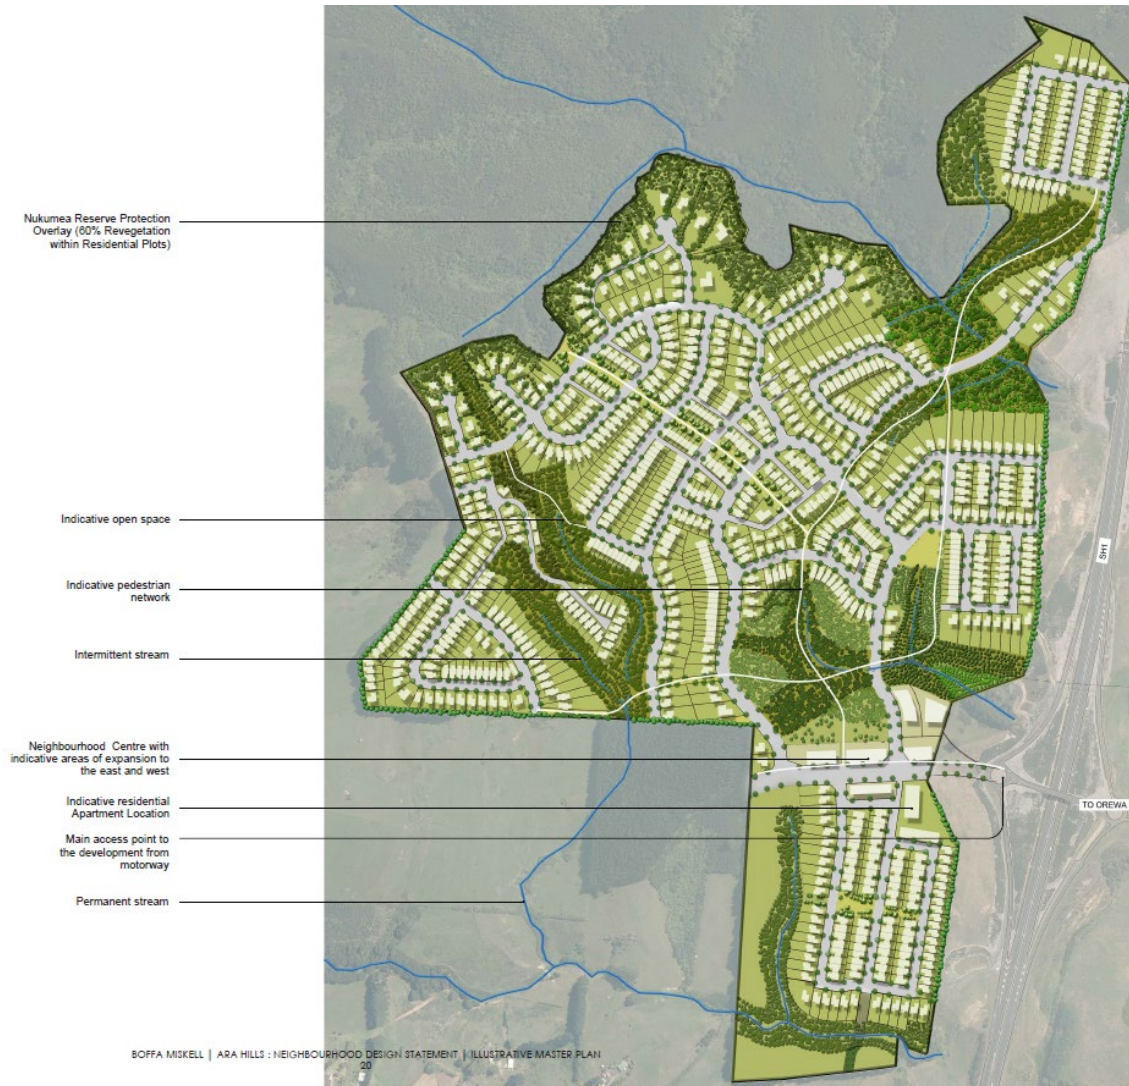 Nukumea Reserve Protection
Overlay (60% Revegetation
within Residential Plots)
Indicative open space
Indicative pedestrian
network
Intermittent stream
Neighbourhood Centre with
indicative areas of expansion to
the east and west
Indicative residential
Apartment Location
Main access point to
the development from
motorway
Permanent stream
SH1
TO OREWA
BOFFA MISKELL | ARA HILLS : NEIGHBOURHOOD DESIGN STATEMENT | ILLUSTRATIVE MASTER PLAN
20